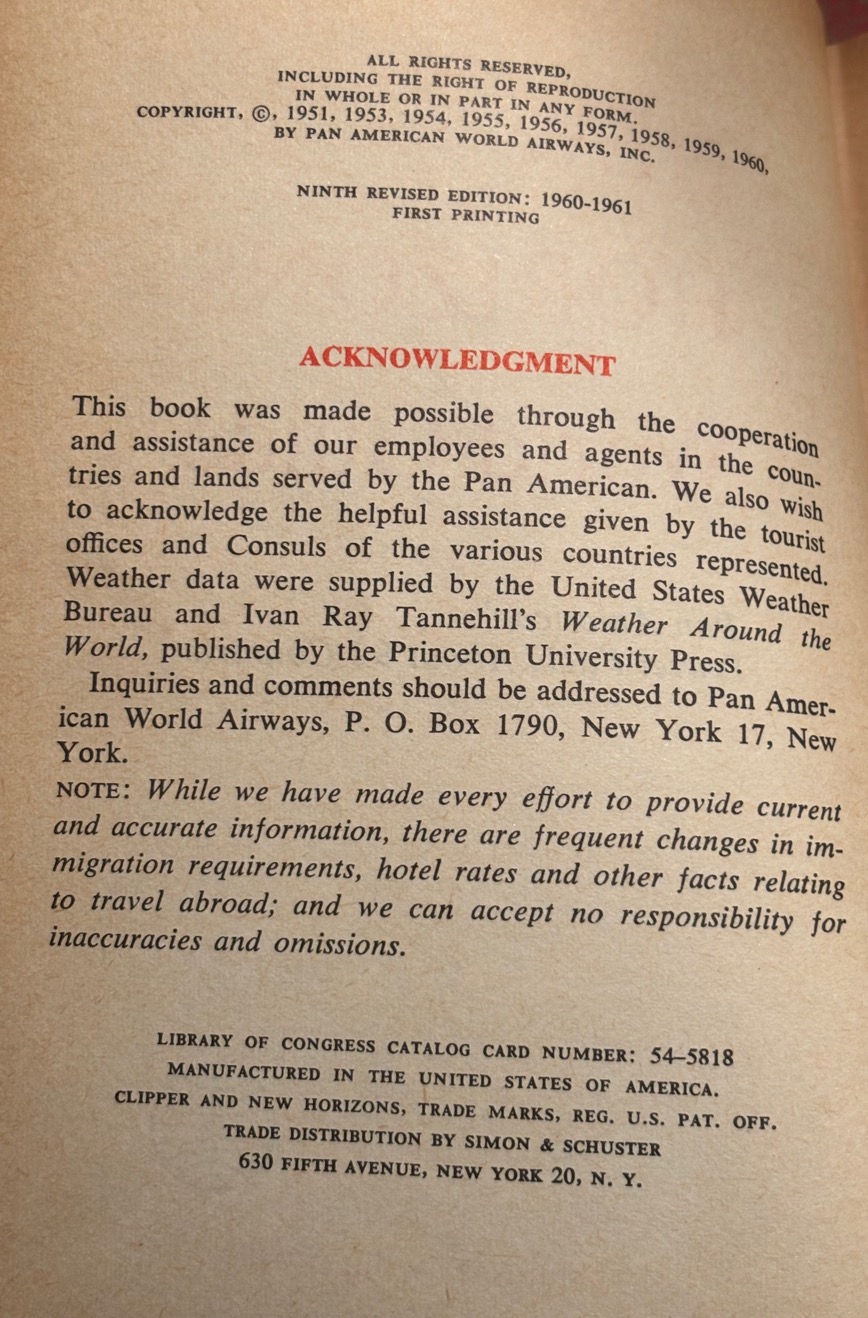 ALL RIGHTS RESERVED,
INCLUDING THE RIGHT OF REPRODUCTION
IN WHOLE OR IN PART IN ANY FORM.
COPYRIGHT, ©, 1951, 1953, 1954, 1955, 1956, 1957, 1958, 1959, 1960,
BY PAN AMERICAN WORLD AIRWAYS, INC.
NINTH REVISED EDITION: 1960-1961
FIRST PRINTING
ACKNOWLEDGMENT
This book was made possible through the cooperation
and assistance of our employees and agents in the coun-
tries and lands served by the Pan American. We also wish
to acknowledge the helpful assistance given by the tourist
offices and Consuls of the various countries represented.
Weather data were supplied by the United States Weather
Bureau and Ivan Ray Tannehill's Weather Around the
World, published by the Princeton University Press.
Inquiries and comments should be addressed to Pan Amer-
ican World Airways, P. O. Box 1790, New York 17, New
York.
NOTE: While we have made every effort to provide current
and accurate information, there are frequent changes in im-
migration requirements, hotel rates and other facts relating
to travel abroad; and we can accept no responsibility for
inaccuracies and omissions.
LIBRARY OF CONGRESS CATALOG CARD NUMBER: 54–5818
MANUFACTURED IN THE UNITED STATES OF AMERICA.
CLIPPER AND NEW HORIZONS, TRADE MARKS, REG. U.S. PAT. OFF.
TRADE DISTRIBUTION BY SIMON & SCHUSTER
630 FIFTH AVENUE, NEW YORK 20, N. Y.